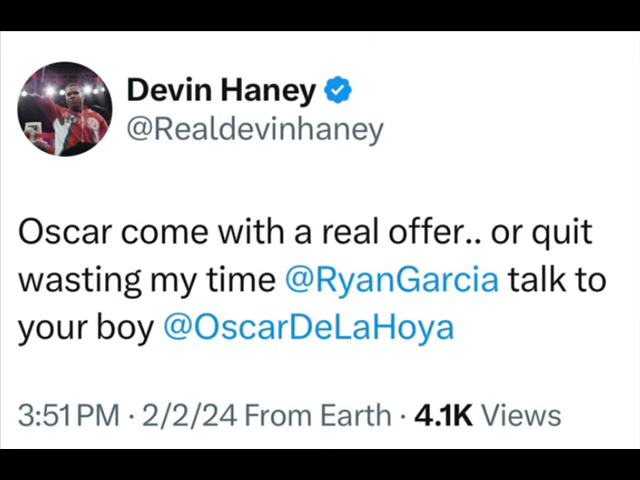 Devin Haney
@Realdevinhaney
Oscar come with a real offer.. or quit
wasting my time @RyanGarcia talk to
your boy @OscarDeLaHoya
3:51 PM · 2/2/24 From Earth · 4.1K Views